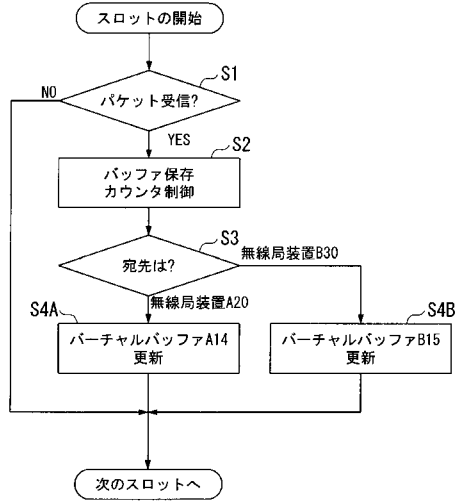 スロットの開始
S1
NO
パケット受信?
YES
S2
バッファ保存
カウンタ制御
S3
宛先は?
無線局装置B30
無線局装置A20
S4A
S4B
バーチャルバッファA14
更新
バーチャルバッファB15
更新
次のスロットへ